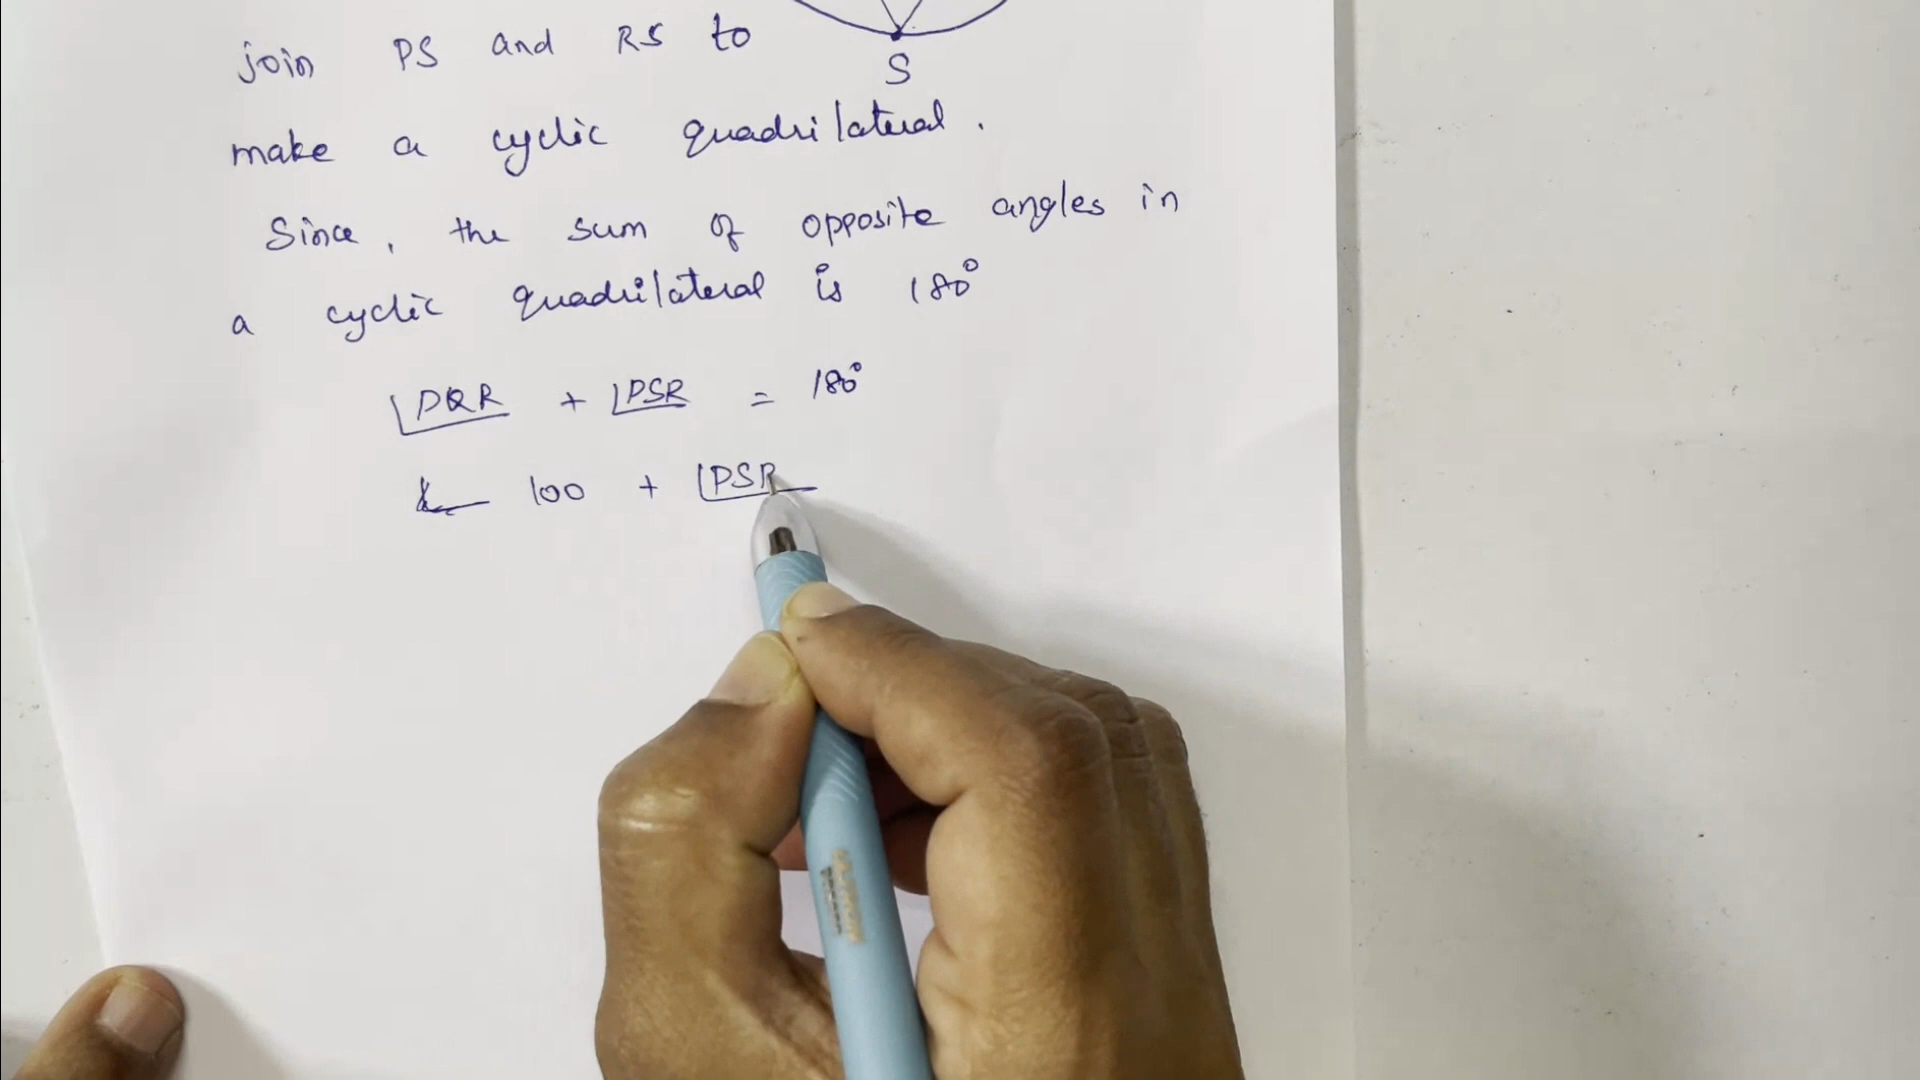 S
join PS and RS to
make a cyclic quadrilateral.
Since, the sum of opposite angles in
a cyclic quadrilateral is 180°
∠PQR + ∠PSR = 180°
100 + ∠PSR